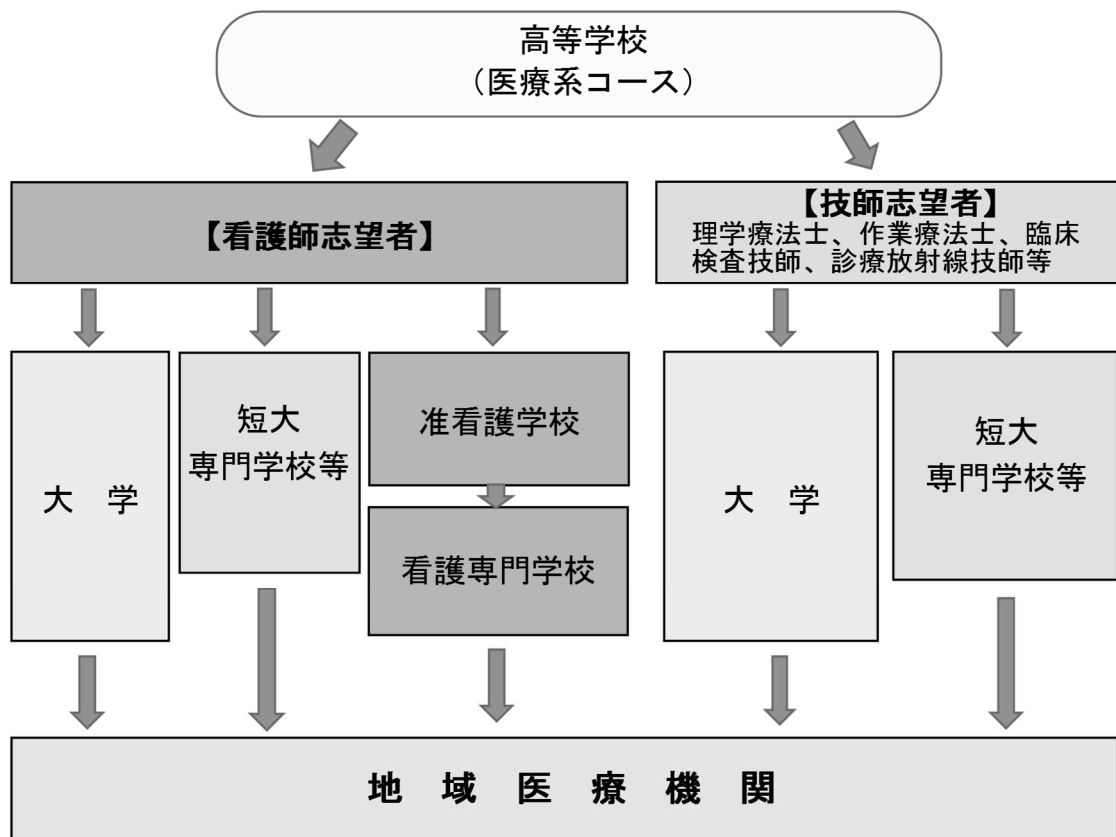 高等学校
（医療系コース）
【看護師志望者】
【技師志望者】
理学療法士、作業療法士、臨床
検査技師、診療放射線技師等
大　学
短大
専門学校等
准看護学校
看護専門学校
大　学
短大
専門学校等
地　域　医　療　機　関